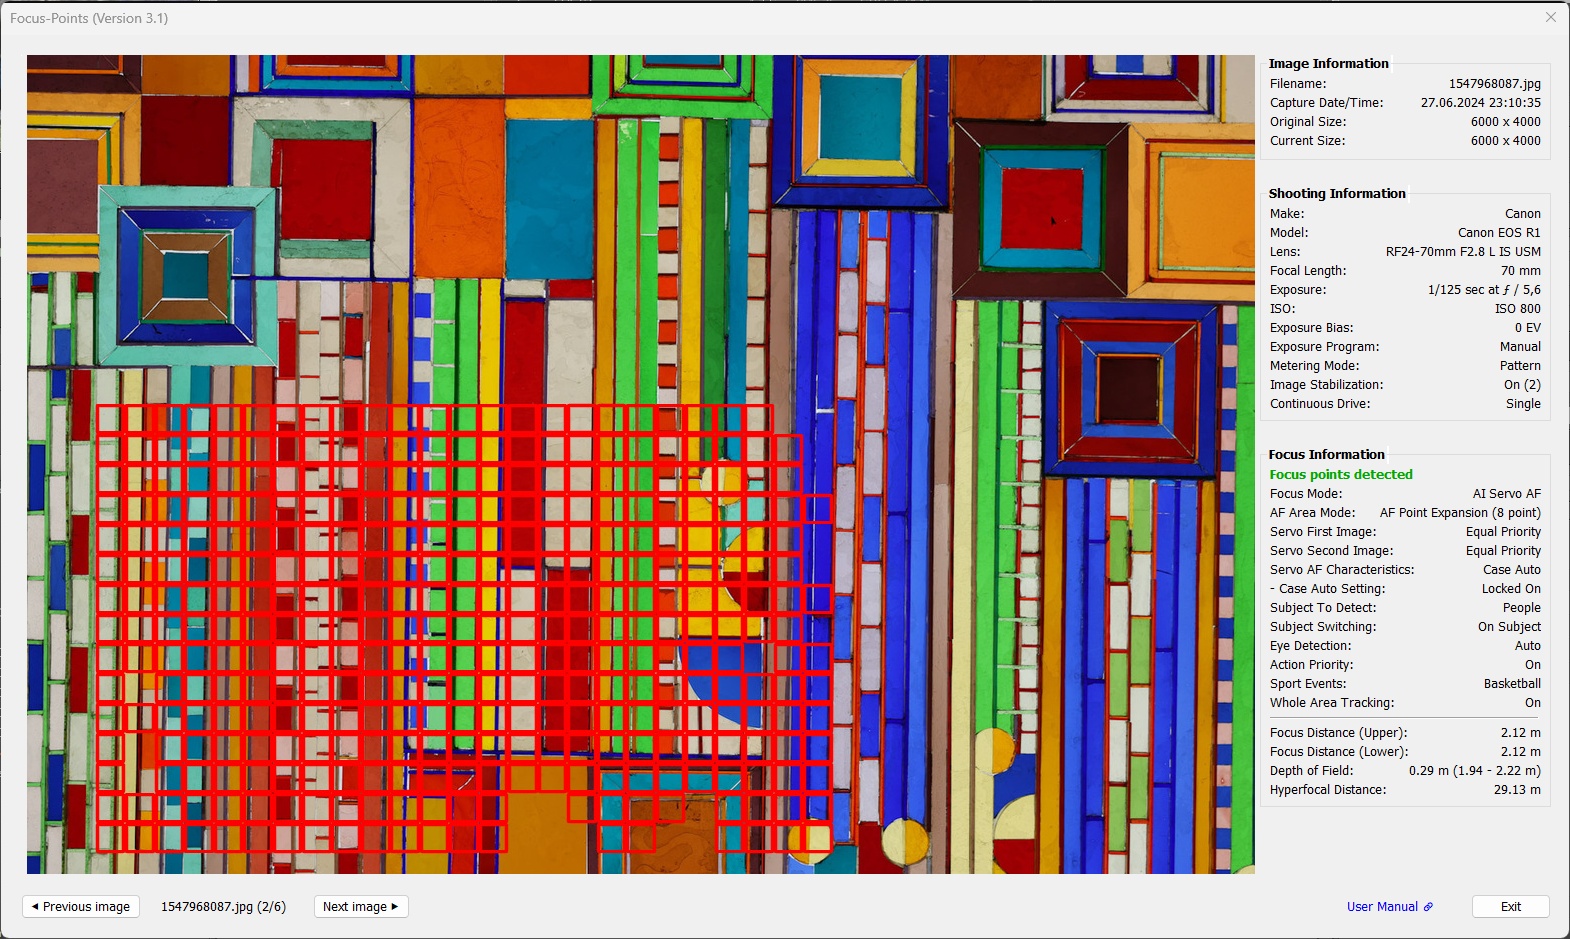 Focus-Points (Version 3.1)
Image Information
Filename: 1547968087.jpg
Capture Date/Time: 27.06.2024 23:10:35
Original Size: 6000 x 4000
Current Size: 6000 x 4000
Shooting Information
Make: Canon
Model: Canon EOS R1
Lens: RF24-70mm F2.8 L IS USM
Focal Length: 70 mm
Exposure: 1/125 sec at ƒ / 5,6
ISO: ISO 800
Exposure Bias: 0 EV
Exposure Program: Manual
Metering Mode: Pattern
Image Stabilization: On (2)
Continuous Drive: Single
Focus Information
Focus points detected
Focus Mode: AI Servo AF
AF Area Mode: AF Point Expansion (8 point)
Servo First Image: Equal Priority
Servo Second Image: Equal Priority
Servo AF Characteristics: Case Auto
- Case Auto Setting: Locked On
Subject To Detect: People
Subject Switching: On Subject
Eye Detection: Auto
Action Priority: On
Sport Events: Basketball
Whole Area Tracking: On
Focus Distance (Upper): 2.12 m
Focus Distance (Lower): 2.12 m
Depth of Field: 0.29 m (1.94 - 2.22 m)
Hyperfocal Distance: 29.13 m
Previous image 1547968087.jpg (2/6) Next image User Manual Exit